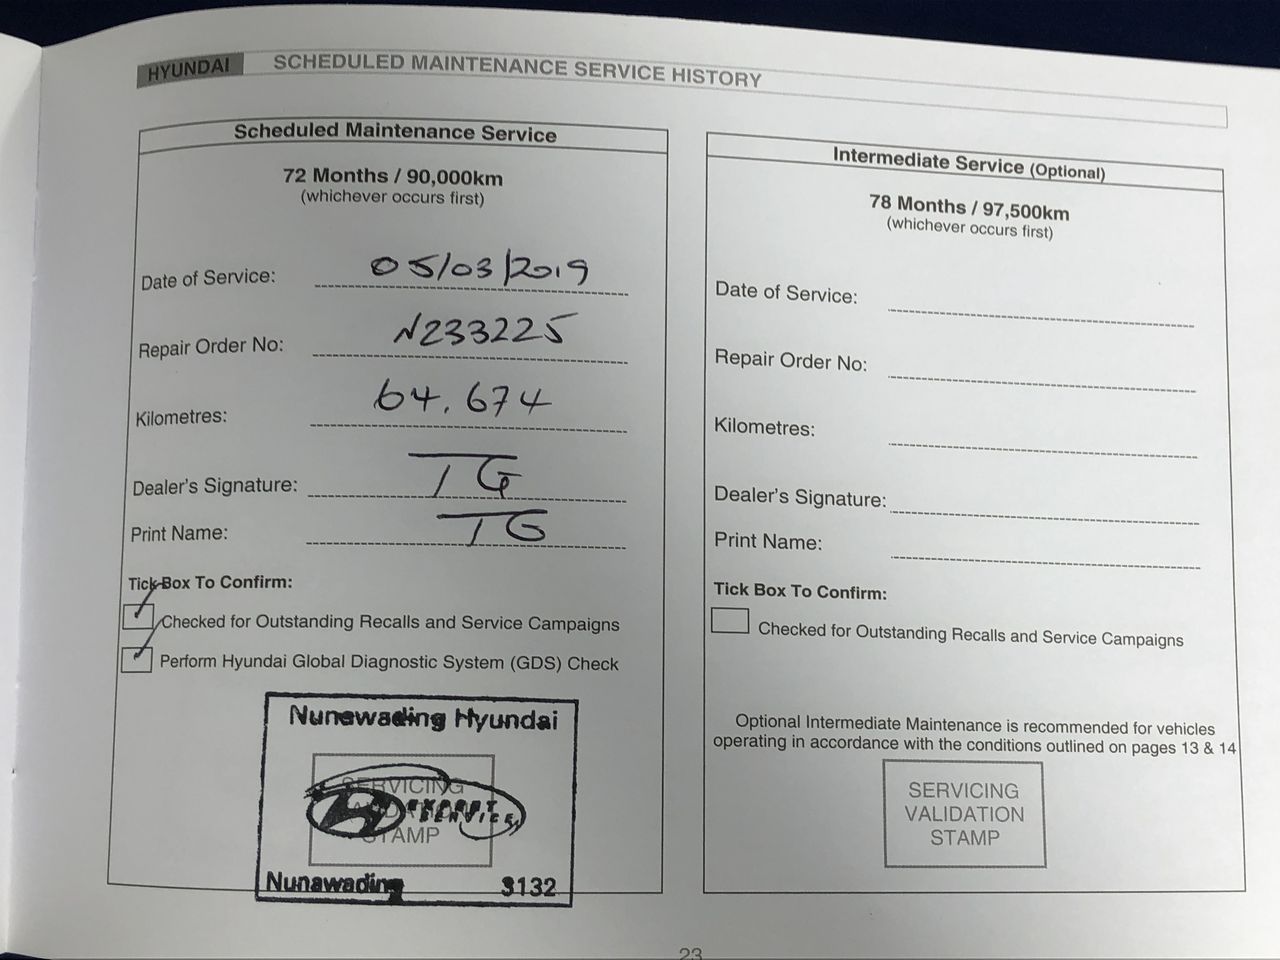 HYUNDAI SCHEDULED MAINTENANCE SERVICE HISTORY
Scheduled Maintenance Service
72 Months / 90,000km
(whichever occurs first)
Date of Service: 05/03/2019
Repair Order No: N233225
Kilometres: 64.674
Dealer's Signature: TG
Print Name: TG
Tick Box To Confirm:
Checked for Outstanding Recalls and Service Campaigns
Perform Hyundai Global Diagnostic System (GDS) Check
Nunawading Hyundai
SERVICING
EXPERT
SERVICE
STAMP
Nunawading 3132
Intermediate Service (Optional)
78 Months / 97,500km
(whichever occurs first)
Date of Service:
Repair Order No:
Kilometres:
Dealer's Signature:
Print Name:
Tick Box To Confirm:
Checked for Outstanding Recalls and Service Campaigns
Optional Intermediate Maintenance is recommended for vehicles
operating in accordance with the conditions outlined on pages 13 & 14
SERVICING
VALIDATION
STAMP
23